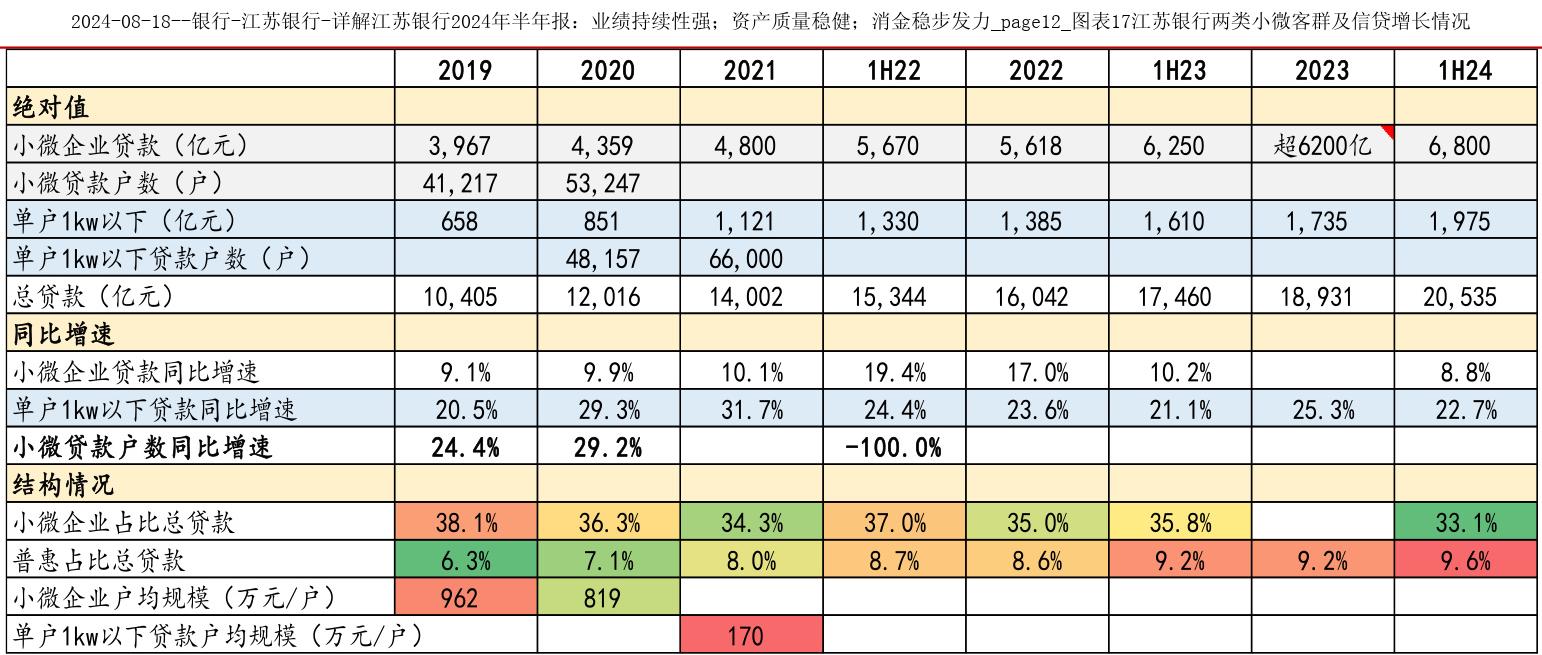 2024-08-18--银行-江苏银行-详解江苏银行2024年半年报：业绩持续性强；资产质量稳健；消金稳步发力_page12_图表17江苏银行两类小微客群及信贷增长情况
2019 2020 2021 1H22 2022 1H23 2023 1H24
绝对值
小微企业贷款（亿元） 3,967 4,359 4,800 5,670 5,618 6,250 超6200亿 6,800
小微贷款户数（户） 41,217 53,247
单户1kw以下（亿元） 658 851 1,121 1,330 1,385 1,610 1,735 1,975
单户1kw以下贷款户数（户） 48,157 66,000
总贷款（亿元） 10,405 12,016 14,002 15,344 16,042 17,460 18,931 20,535
同比增速
小微企业贷款同比增速 9.1% 9.9% 10.1% 19.4% 17.0% 10.2% 8.8%
单户1kw以下贷款同比增速 20.5% 29.3% 31.7% 24.4% 23.6% 21.1% 25.3% 22.7%
小微贷款户数同比增速 24.4% 29.2% -100.0%
结构情况
小微企业占比总贷款 38.1% 36.3% 34.3% 37.0% 35.0% 35.8% 33.1%
普惠占比总贷款 6.3% 7.1% 8.0% 8.7% 8.6% 9.2% 9.2% 9.6%
小微企业户均规模（万元/户） 962 819
单户1kw以下贷款户均规模（万元/户） 170